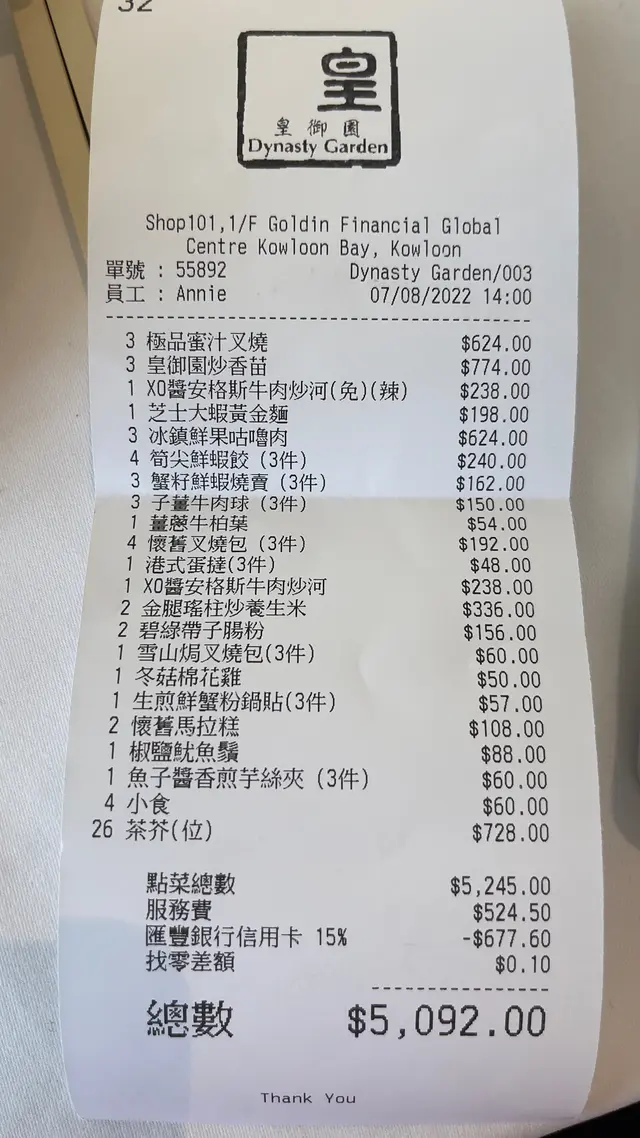 32
皇
皇御園
Dynasty Garden
Shop101,1/F Goldin Financial Global
Centre Kowloon Bay, Kowloon
單號 : 55892 Dynasty Garden/003
員工 : Annie 07/08/2022 14:00
3 極品蜜汁叉燒 $624.00
3 皇御園炒香苗 $774.00
1 XO醬安格斯牛肉炒河(免)(辣) $238.00
1 芝士大蝦黃金麵 $198.00
3 冰鎮鮮果咕嚕肉 $624.00
4 筍尖鮮蝦餃 (3件) $240.00
3 蟹籽鮮蝦燒賣 (3件) $162.00
3 子薑牛肉球 (3件) $150.00
1 薑蔥牛柏葉 $54.00
4 懷舊叉燒包 (3件) $192.00
1 港式蛋撻(3件) $48.00
1 XO醬安格斯牛肉炒河 $238.00
2 金腿瑤柱炒養生米 $336.00
2 碧綠帶子腸粉 $156.00
1 雪山焗叉燒包(3件) $60.00
1 冬菇棉花雞 $50.00
1 生煎鮮蟹粉鍋貼(3件) $57.00
2 懷舊馬拉糕 $108.00
1 椒鹽魷魚鬚 $88.00
1 魚子醬香煎芋絲夾 (3件) $60.00
4 小食 $60.00
26 茶芥(位) $728.00
點菜總數 $5,245.00
服務費 $524.50
匯豐銀行信用卡 15% -$677.60
找零差額 $0.10
總數 $5,092.00
Thank You